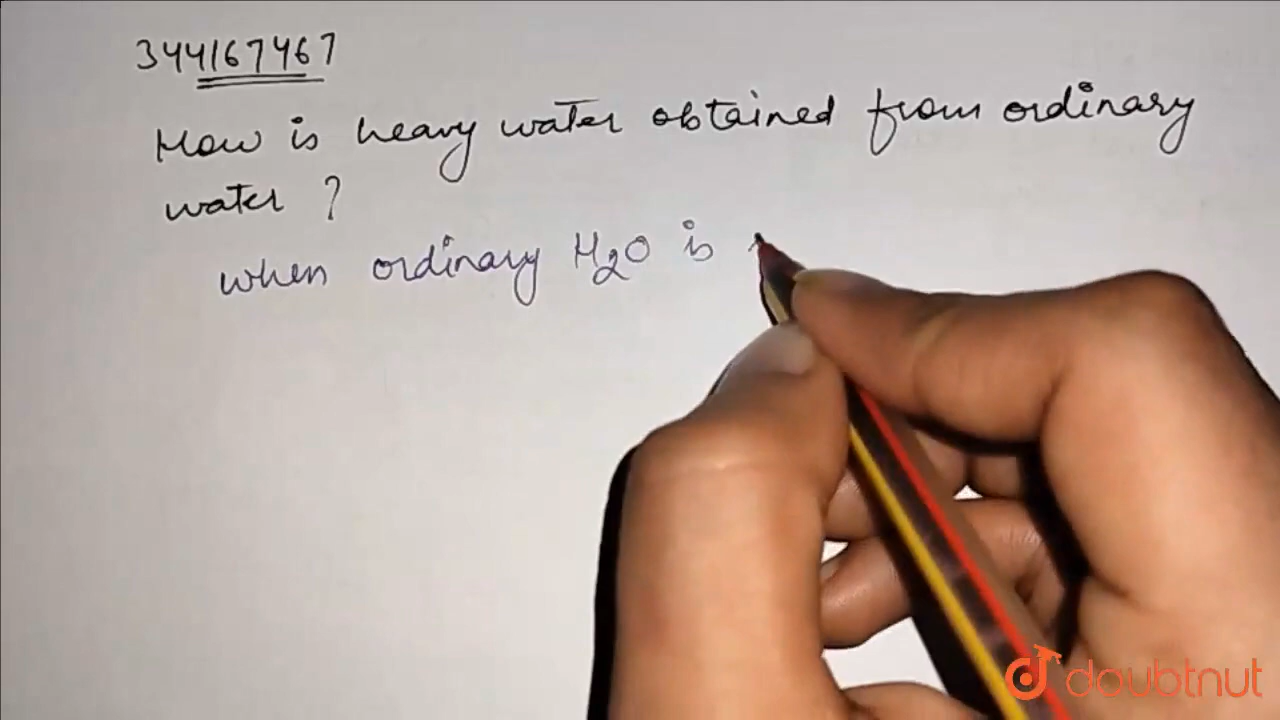 344167467
How is heavy water obtained from ordinary
water ?
when ordinary H2O is
doubtnut